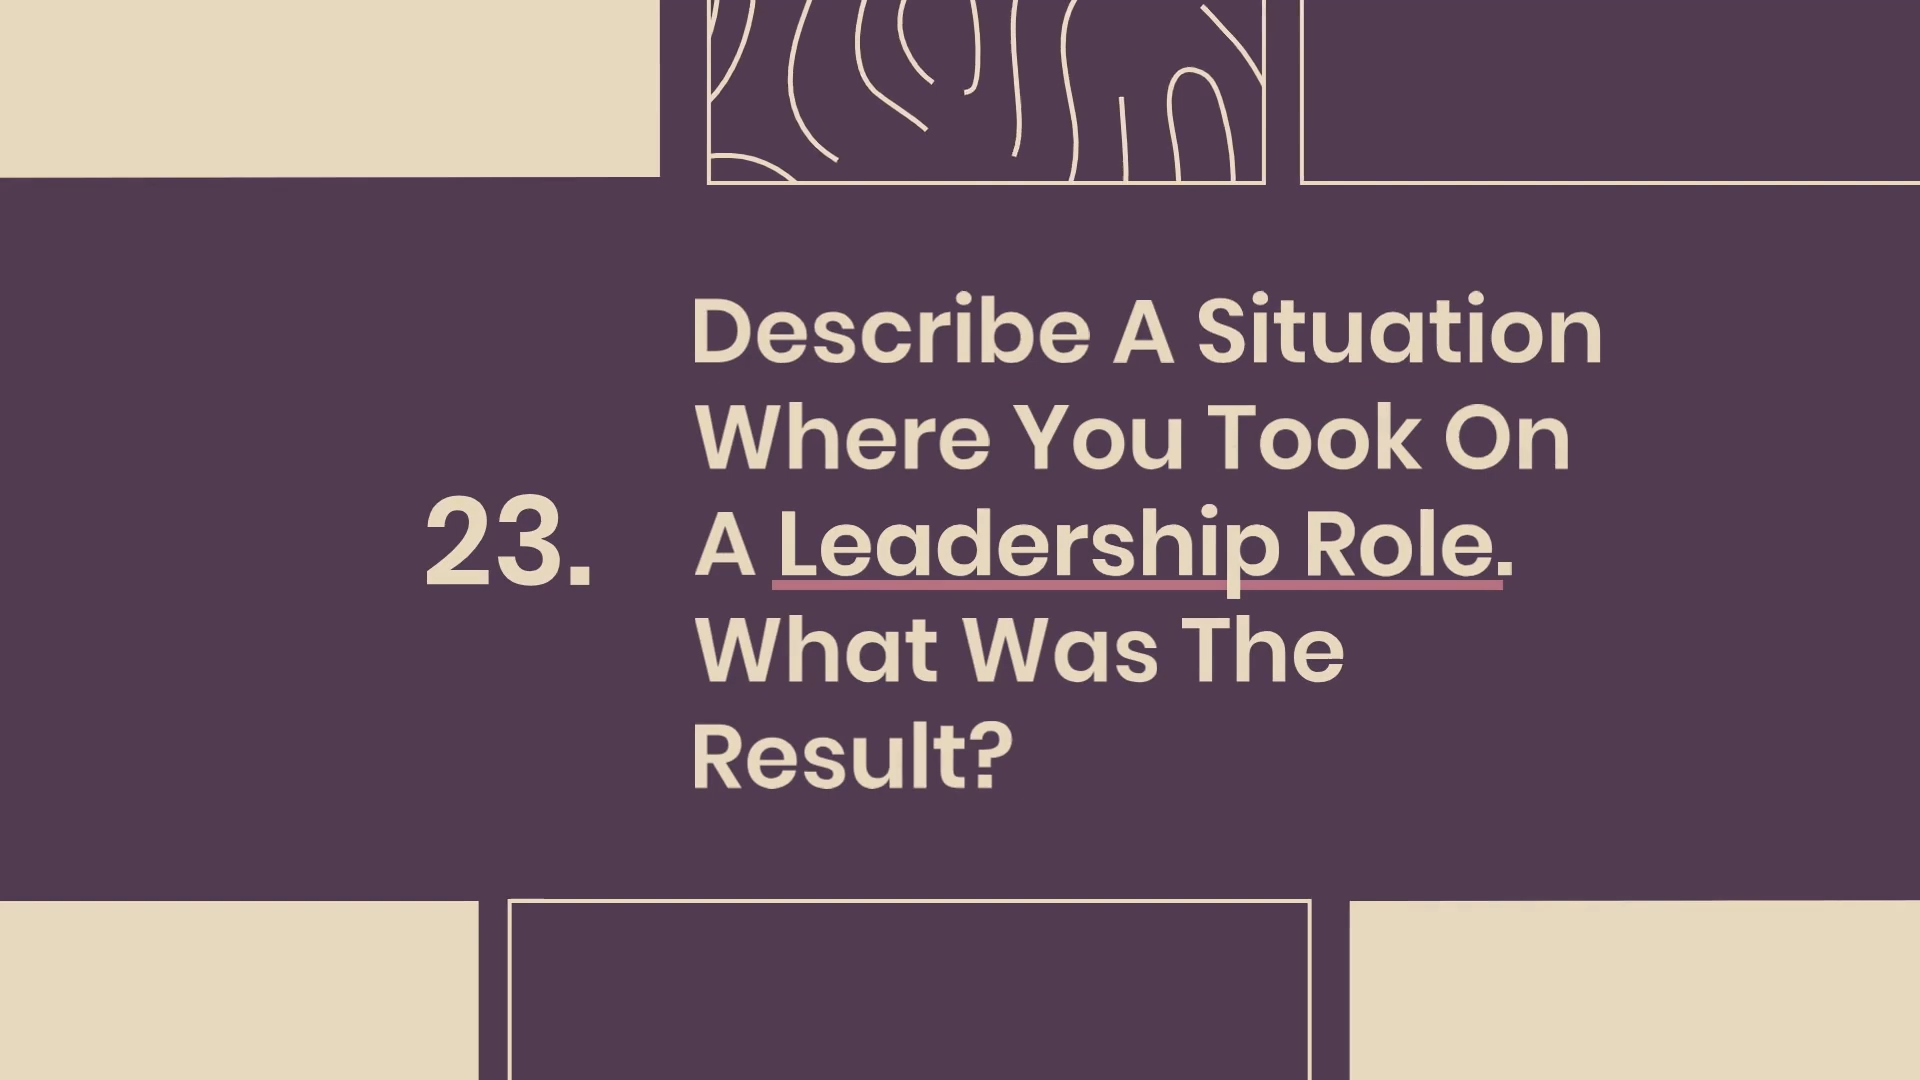 23.
Describe A Situation
Where You Took On
A Leadership Role.
What Was The
Result?